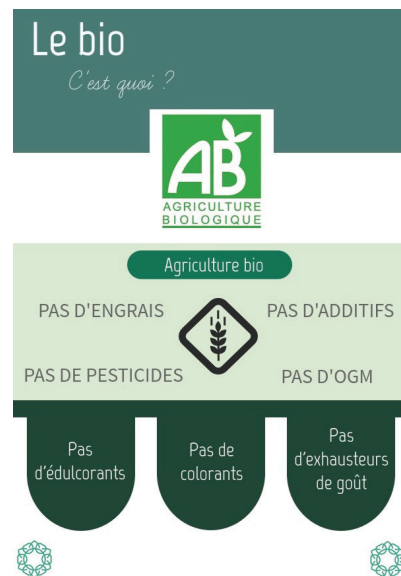 Le bio
C'est quoi ?
AB
AGRICULTURE
BIOLOGIQUE
Agriculture bio
PAS D'ENGRAIS
PAS D'ADDITIFS
PAS DE PESTICIDES
PAS D'OGM
Pas
d'édulcorants
Pas de
colorants
Pas
d'exhausteurs
de goût